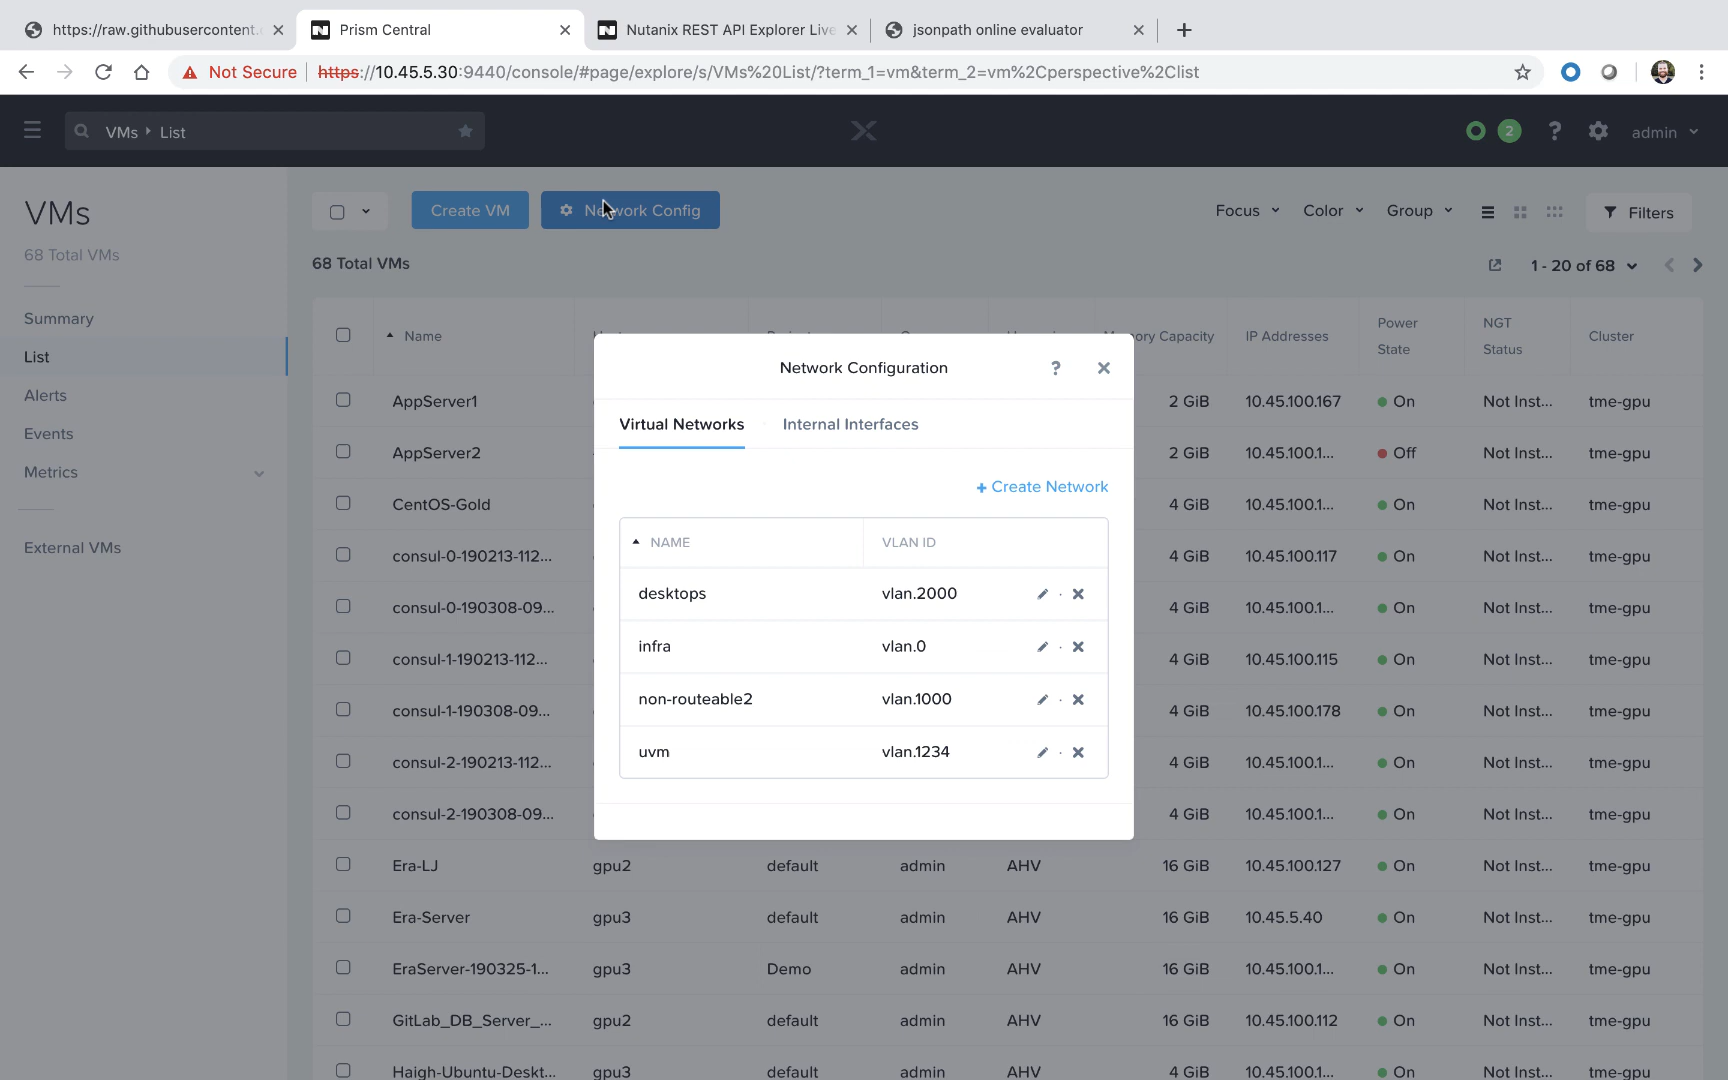 https://raw.githubusercontent.c
Prism Central
Nutanix REST API Explorer Live
jsonpath online evaluator
Not Secure
https://10.45.5.30:9440/console/#page/explore/s/VMs%20List/?term_1=vm&term_2=vm%2Cperspective%2Clist
VMs List
2
?
admin
VMs
68 Total VMs
Summary
List
Alerts
Events
Metrics
External VMs
Create VM
Network Config
Focus
Color
Group
Filters
68 Total VMs
1 - 20 of 68
Name
ory Capacity
IP Addresses
Power State
NGT Status
Cluster
AppServer1 2 GiB 10.45.100.167 On Not Inst... tme-gpu
AppServer2 2 GiB 10.45.100.1... Off Not Inst... tme-gpu
CentOS-Gold 4 GiB 10.45.100.1... On Not Inst... tme-gpu
consul-0-190213-112... 4 GiB 10.45.100.117 On Not Inst... tme-gpu
consul-0-190308-09... 4 GiB 10.45.100.1... On Not Inst... tme-gpu
consul-1-190213-112... 4 GiB 10.45.100.115 On Not Inst... tme-gpu
consul-1-190308-09... 4 GiB 10.45.100.178 On Not Inst... tme-gpu
consul-2-190213-112... 4 GiB 10.45.100.1... On Not Inst... tme-gpu
consul-2-190308-09... 4 GiB 10.45.100.1... On Not Inst... tme-gpu
Era-LJ gpu2 default admin AHV 16 GiB 10.45.100.127 On Not Inst... tme-gpu
Era-Server gpu3 default admin AHV 16 GiB 10.45.5.40 On Not Inst... tme-gpu
EraServer-190325-1... gpu3 Demo admin AHV 16 GiB 10.45.100.1... On Not Inst... tme-gpu
GitLab_DB_Server_... gpu2 default admin AHV 16 GiB 10.45.100.112 On Not Inst... tme-gpu
Haigh-Ubuntu-Deskt... gpu3 default admin AHV 4 GiB 10.45.100.1... On Not Inst... tme-gpu
Network Configuration
?
Virtual Networks
Internal Interfaces
+ Create Network
NAME VLAN ID
desktops vlan.2000
infra vlan.0
non-routeable2 vlan.1000
uvm vlan.1234